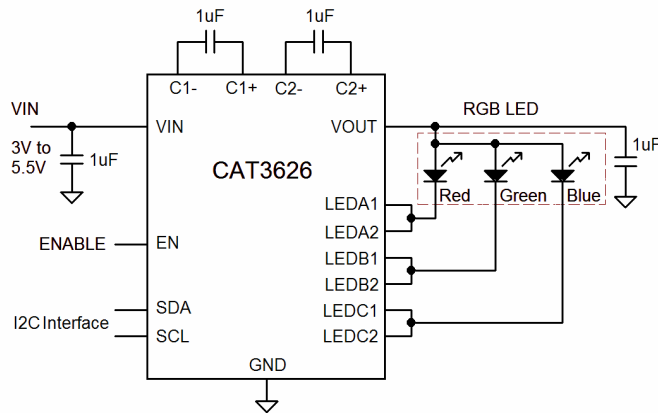 1uF
1uF
C1-
C1+
C2-
C2+
VIN
RGB LED
VIN
VOUT
3V to
5.5V
1uF
1uF
CAT3626
Red
Green
Blue
LEDA1
LEDA2
ENABLE
EN
LEDB1
LEDB2
SDA
LEDC1
I2C Interface
SCL
LEDC2
GND